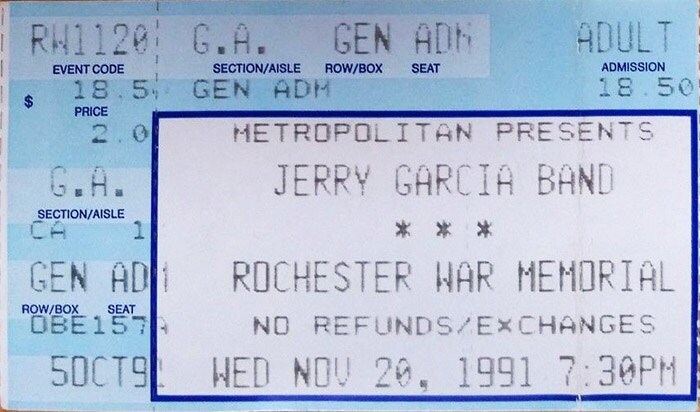 RW1120 G.A. GEN ADM ADULT
EVENT CODE SECTION/AISLE ROW/BOX SEAT ADMISSION
$ 18.5 GEN ADM 18.50
PRICE
2.0 METROPOLITAN PRESENTS
G.A. JERRY GARCIA BAND
SECTION/AISLE
CA 1 * * *
GEN AD ROCHESTER WAR MEMORIAL
ROW/BOX SEAT
OBE157 NO REFUNDS/EXCHANGES
5OCT9 WED NOV 20, 1991 7:30PM